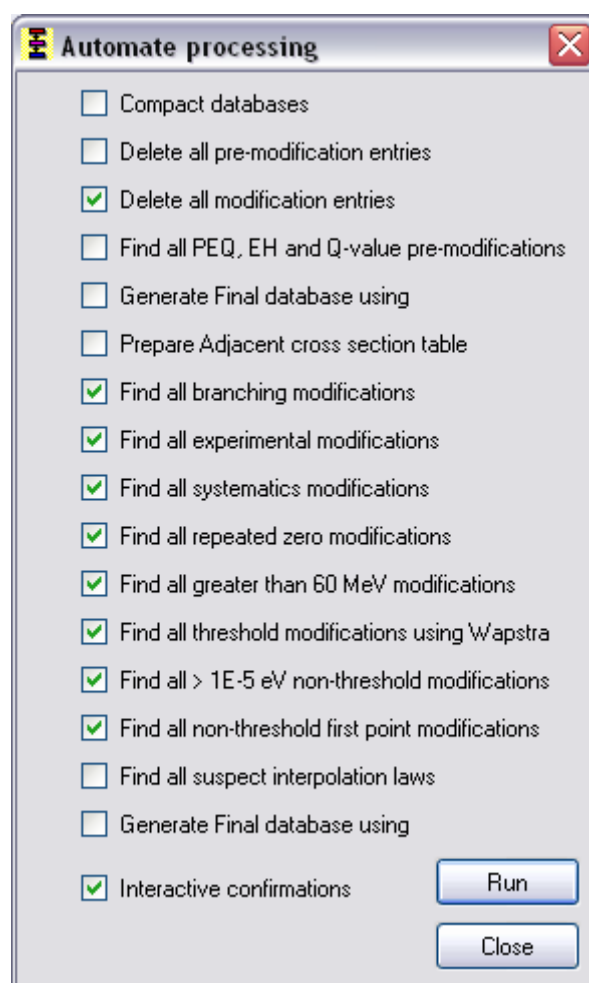 Automate processing
Compact databases
Delete all pre-modification entries
Delete all modification entries
Find all PEQ, EH and Q-value pre-modifications
Generate Final database using
Prepare Adjacent cross section table
Find all branching modifications
Find all experimental modifications
Find all systematics modifications
Find all repeated zero modifications
Find all greater than 60 MeV modifications
Find all threshold modifications using Wapstra
Find all > 1E-5 eV non-threshold modifications
Find all non-threshold first point modifications
Find all suspect interpolation laws
Generate Final database using
Interactive confirmations
Run
Close